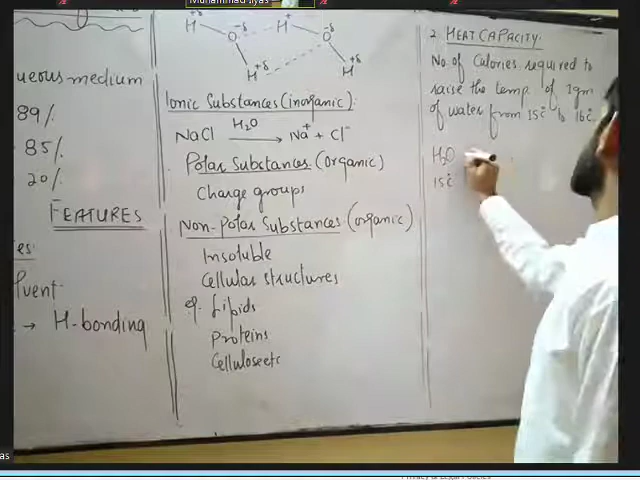 Muhammad Ilyas
ueous medium
89%
85%
20%
FEATURES
es:
lvent
→ H-bonding
H+δ -δ O H+ -δ O
H+δ H+δ
Ionic Substances (inorganic)
NaCl H2O → Na+ + Cl-
Polar Substances (organic)
Charge groups
Non-Polar Substances (organic)
Insoluble
Cellular structures
eg. Lipids
Proteins
Cellulose etc
2. HEAT CAPACITY:
No. of Calories required to
raise the temp. of 1gm
of water from 15°C to 16°C.
H2O
15°C
as